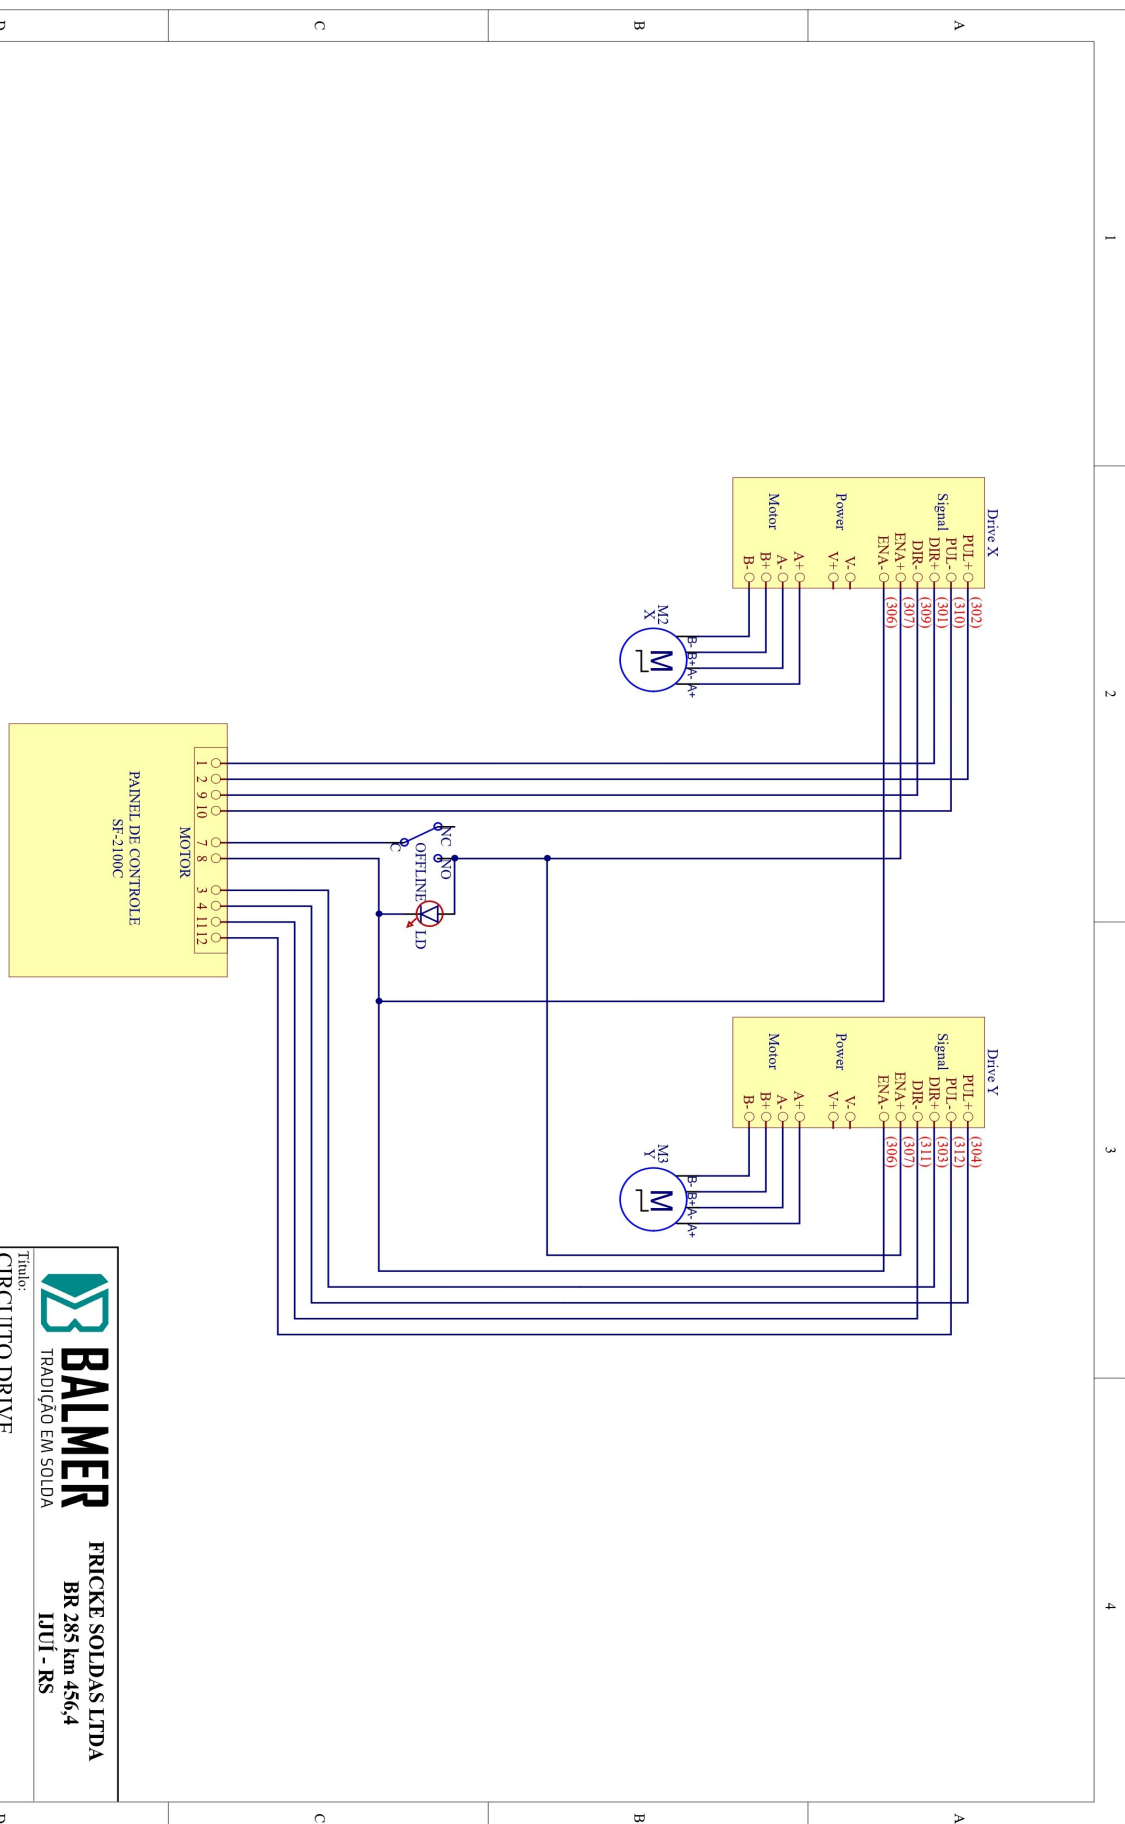 1
2
3
4
A
A
B
B
C
C
D
D
Drive X
Signal
Power
Motor
PUL+
PUL-
DIR+
DIR-
ENA+
ENA-
V-
V+
A+
A-
B+
B-
(302)
(310)
(301)
(309)
(307)
(306)
M2
X
B- B+ A- A+
M
Drive Y
Signal
Power
Motor
PUL+
PUL-
DIR+
DIR-
ENA+
ENA-
V-
V+
A+
A-
B+
B-
(304)
(312)
(303)
(311)
(307)
(306)
M3
Y
B- B+ A- A+
M
NC
NO
C
OFFLINE
LD
1 2 9 10 7 8 3 4 11 12
MOTOR
PAINEL DE CONTROLE
SF-2100C
BALMER
TRADIÇÃO EM SOLDA
FRICKE SOLDAS LTDA
BR 285 km 456,4
IJUÍ - RS
Título:
CIRCUITO DRIVE